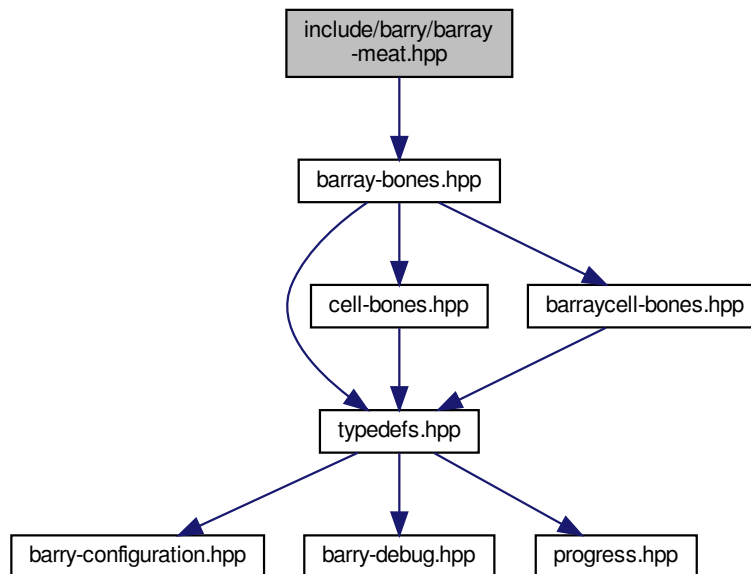 include/barry/barray
-meat.hpp
barray-bones.hpp
cell-bones.hpp
barraycell-bones.hpp
typedefs.hpp
barry-configuration.hpp
barry-debug.hpp
progress.hpp